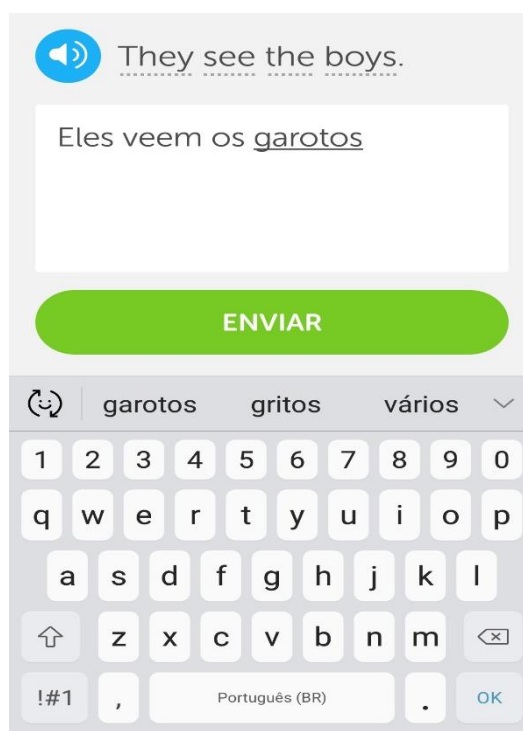 They see the boys.
Eles veem os garotos
ENVIAR
garotos gritos vários
1 2 3 4 5 6 7 8 9 0
q w e r t y u i o p
a s d f g h j k l
z x c v b n m
!#1 , Português (BR) . OK